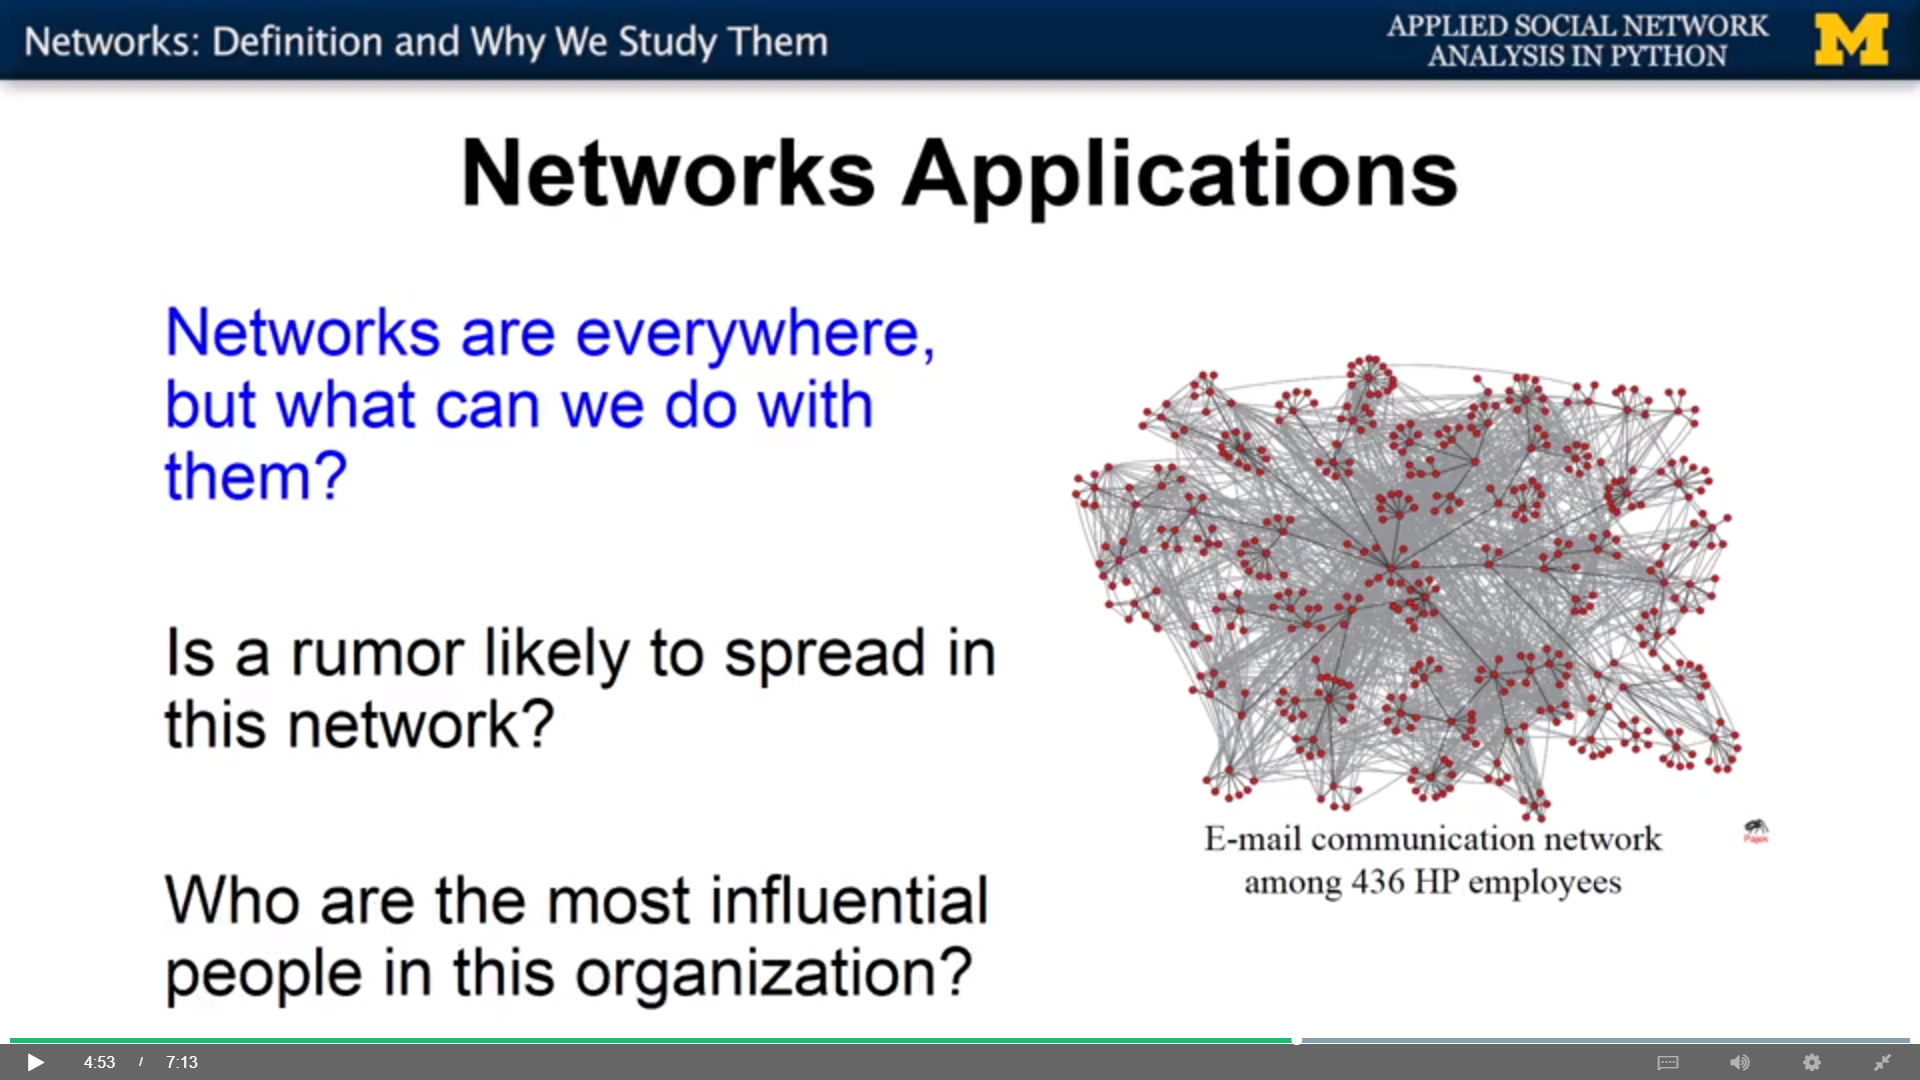 Networks: Definition and Why We Study Them
APPLIED SOCIAL NETWORK
ANALYSIS IN PYTHON
M
Networks Applications
Networks are everywhere,
but what can we do with
them?
Is a rumor likely to spread in
this network?
Who are the most influential
people in this organization?
E-mail communication network
among 436 HP employees
Pajek
4:53 / 7:13